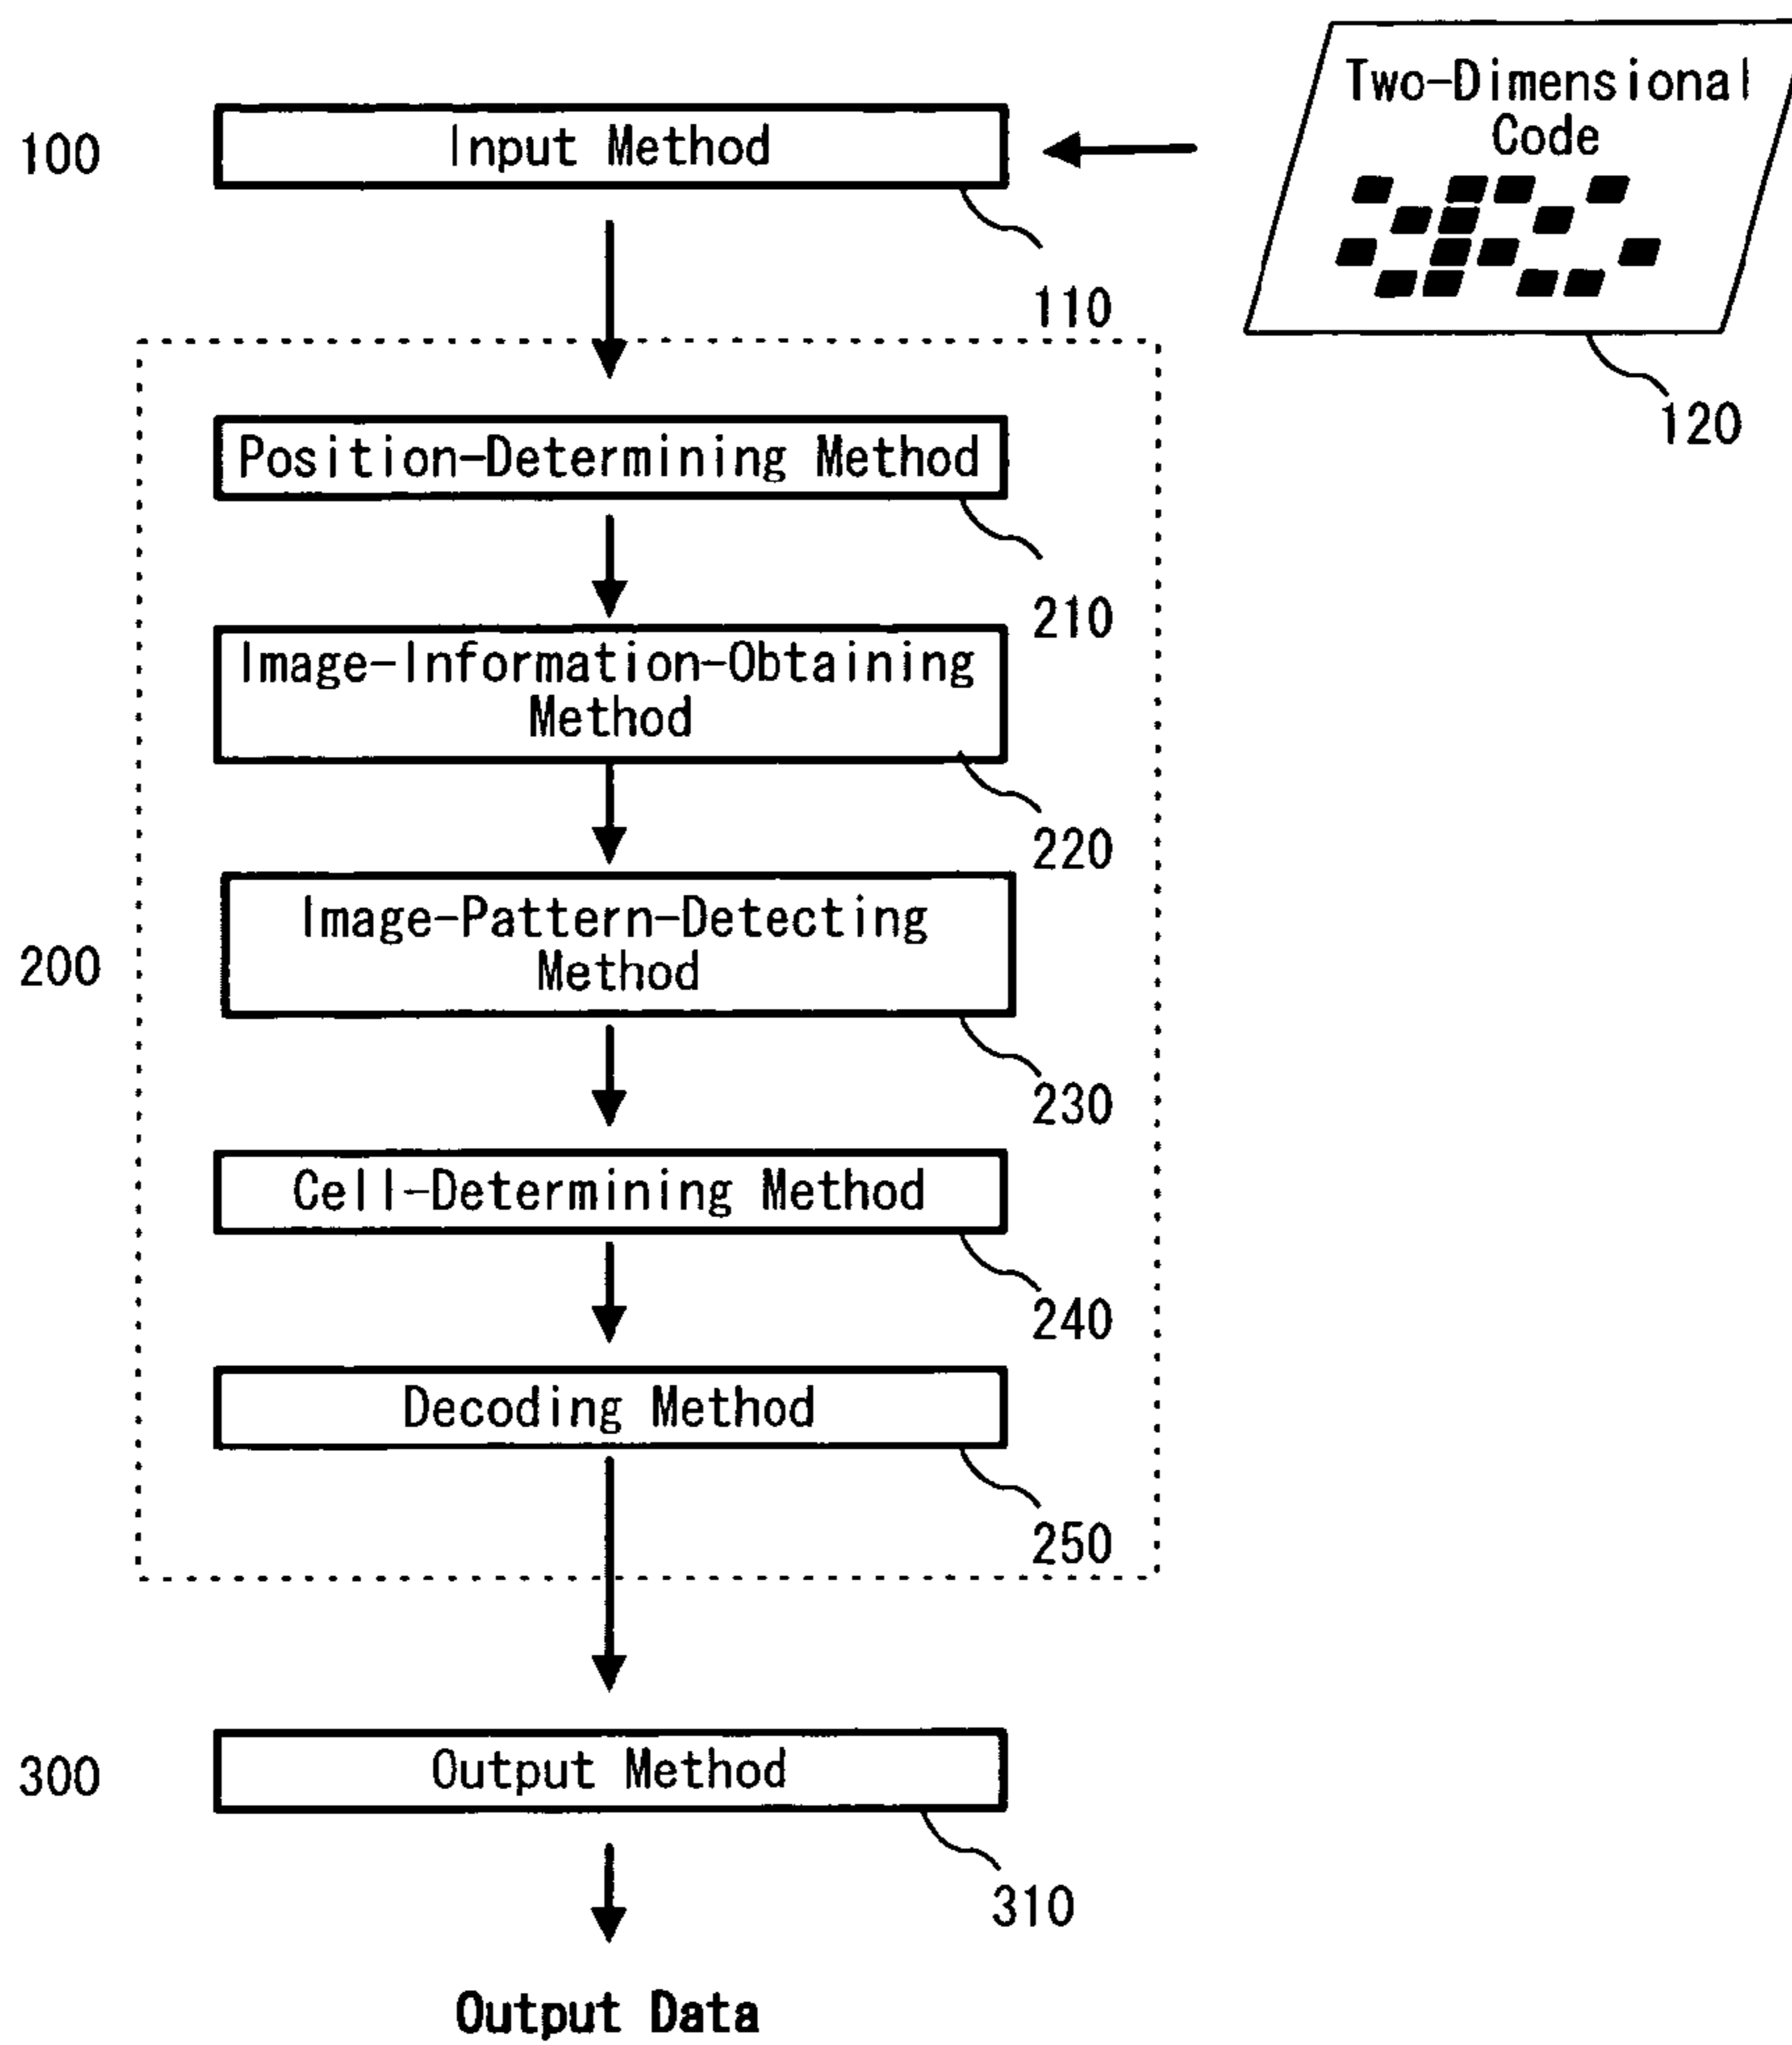 Two-Dimensional
Code
100
Input Method
110
120
Position-Determining Method
210
Image-Information-Obtaining
Method
220
Image-Pattern-Detecting
Method
200
230
Cell-Determining Method
240
Decoding Method
250
300
Output Method
310
Output Data